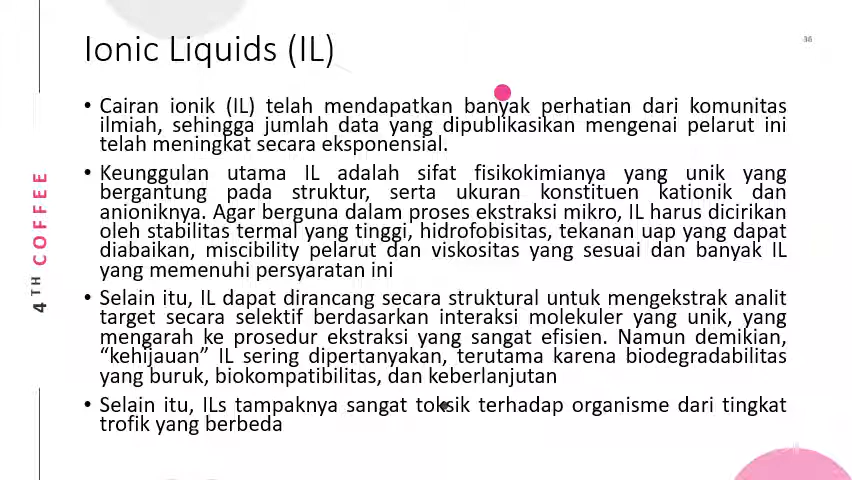 Ionic Liquids (IL)
38
• Cairan ionik (IL) telah mendapatkan banyak perhatian dari komunitas
ilmiah, sehingga jumlah data yang dipublikasikan mengenai pelarut ini
telah meningkat secara eksponensial.
• Keunggulan utama IL adalah sifat fisikokimianya yang unik yang
bergantung pada struktur, serta ukuran konstituen kationik dan
anioniknya. Agar berguna dalam proses ekstraksi mikro, IL harus dicirikan
oleh stabilitas termal yang tinggi, hidrofobisitas, tekanan uap yang dapat
diabaikan, miscibility pelarut dan viskositas yang sesuai dan banyak IL
yang memenuhi persyaratan ini
• Selain itu, IL dapat dirancang secara struktural untuk mengekstrak analit
target secara selektif berdasarkan interaksi molekuler yang unik, yang
mengarah ke prosedur ekstraksi yang sangat efisien. Namun demikian,
“kehijauan” IL sering dipertanyakan, terutama karena biodegradabilitas
yang buruk, biokompatibilitas, dan keberlanjutan
• Selain itu, ILs tampaknya sangat toksik terhadap organisme dari tingkat
trofik yang berbeda
4TH COFFEE